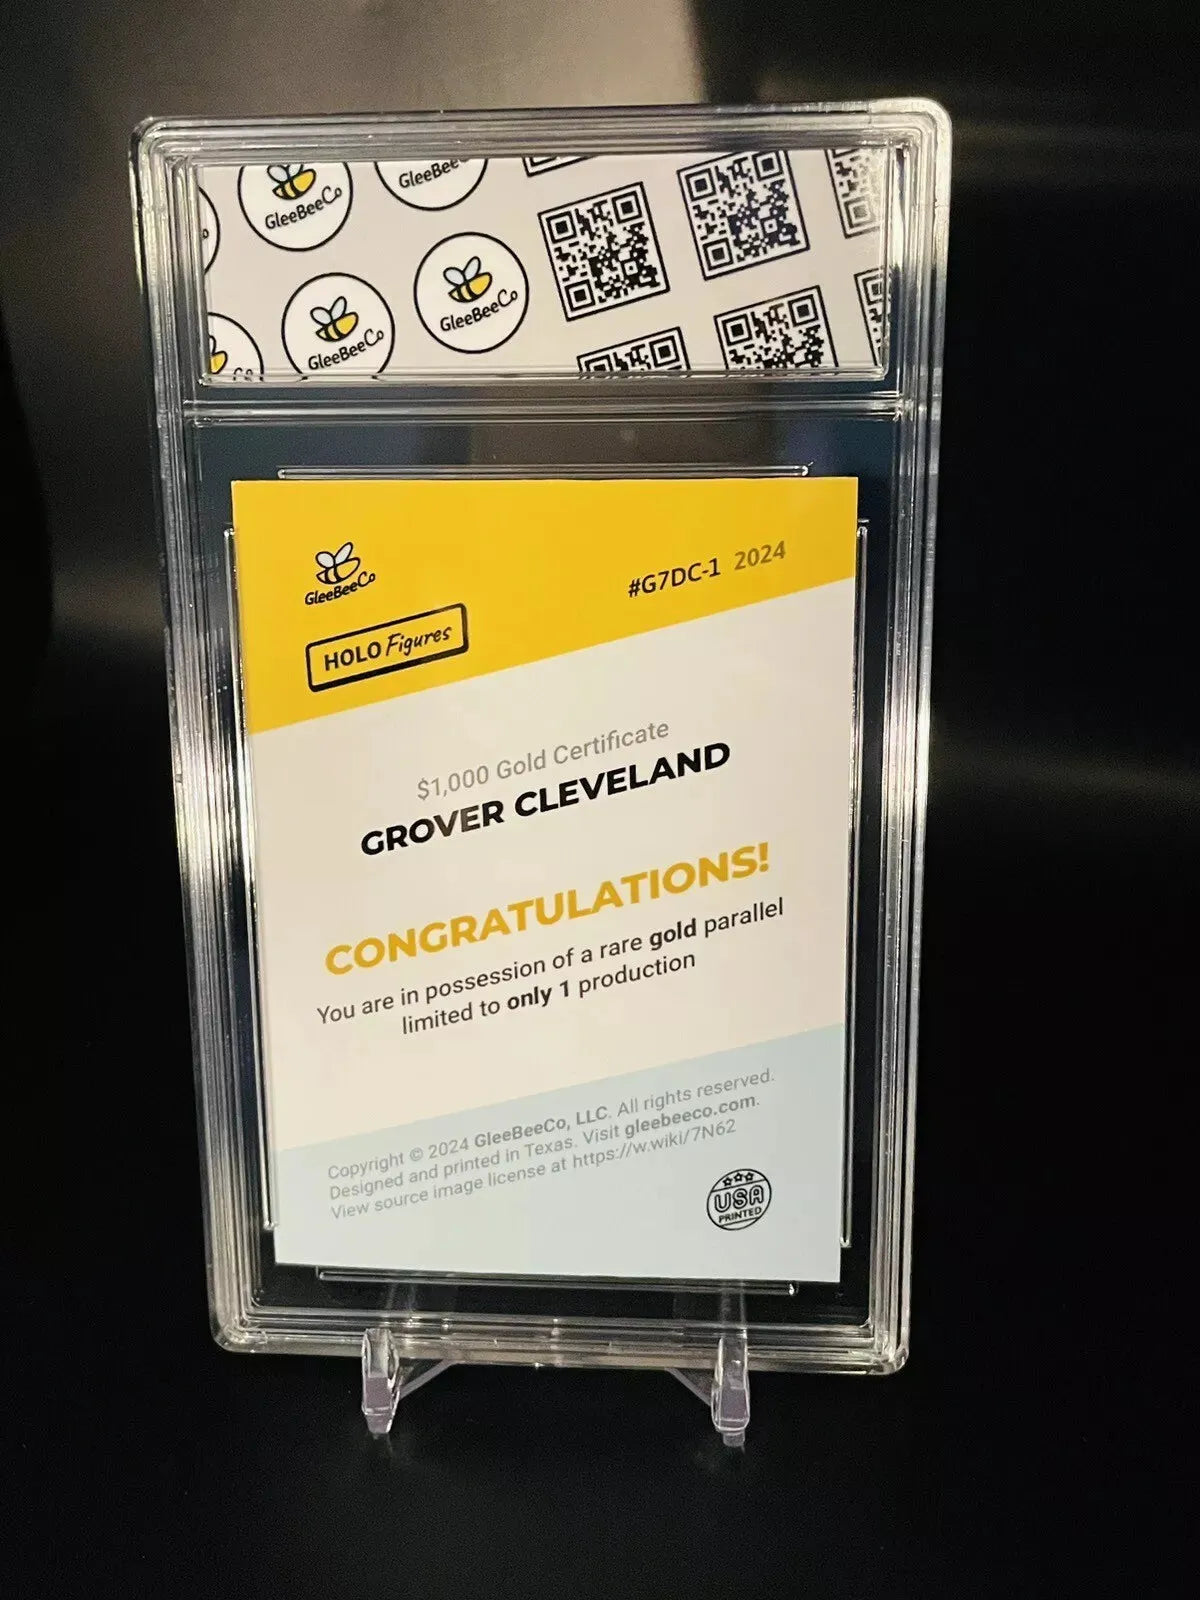 GleeBeeCo
GleeBeeCo
GleeBeeCo
GleeBeeCo
GleeBeeCo
#G7DC-1 2024
HOLO Figures
$1,000 Gold Certificate
GROVER CLEVELAND
CONGRATULATIONS!
You are in possession of a rare gold parallel
limited to only 1 production
Copyright © 2024 GleeBeeCo, LLC. All rights reserved.
Designed and printed in Texas. Visit gleebeeco.com.
View source image license at https://w.wiki/7N62
USA
PRINTED